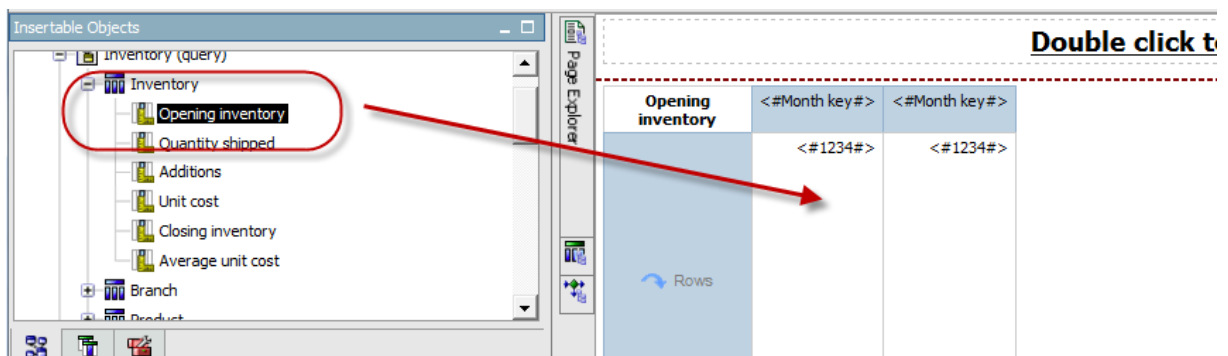 Insertable Objects
Inventory (query)
Inventory
Opening inventory
Quantity shipped
Additions
Unit cost
Closing inventory
Average unit cost
Branch
Product
Page Explorer
Double click t
Opening
inventory
<#Month key#>
<#Month key#>
<#1234#>
<#1234#>
Rows